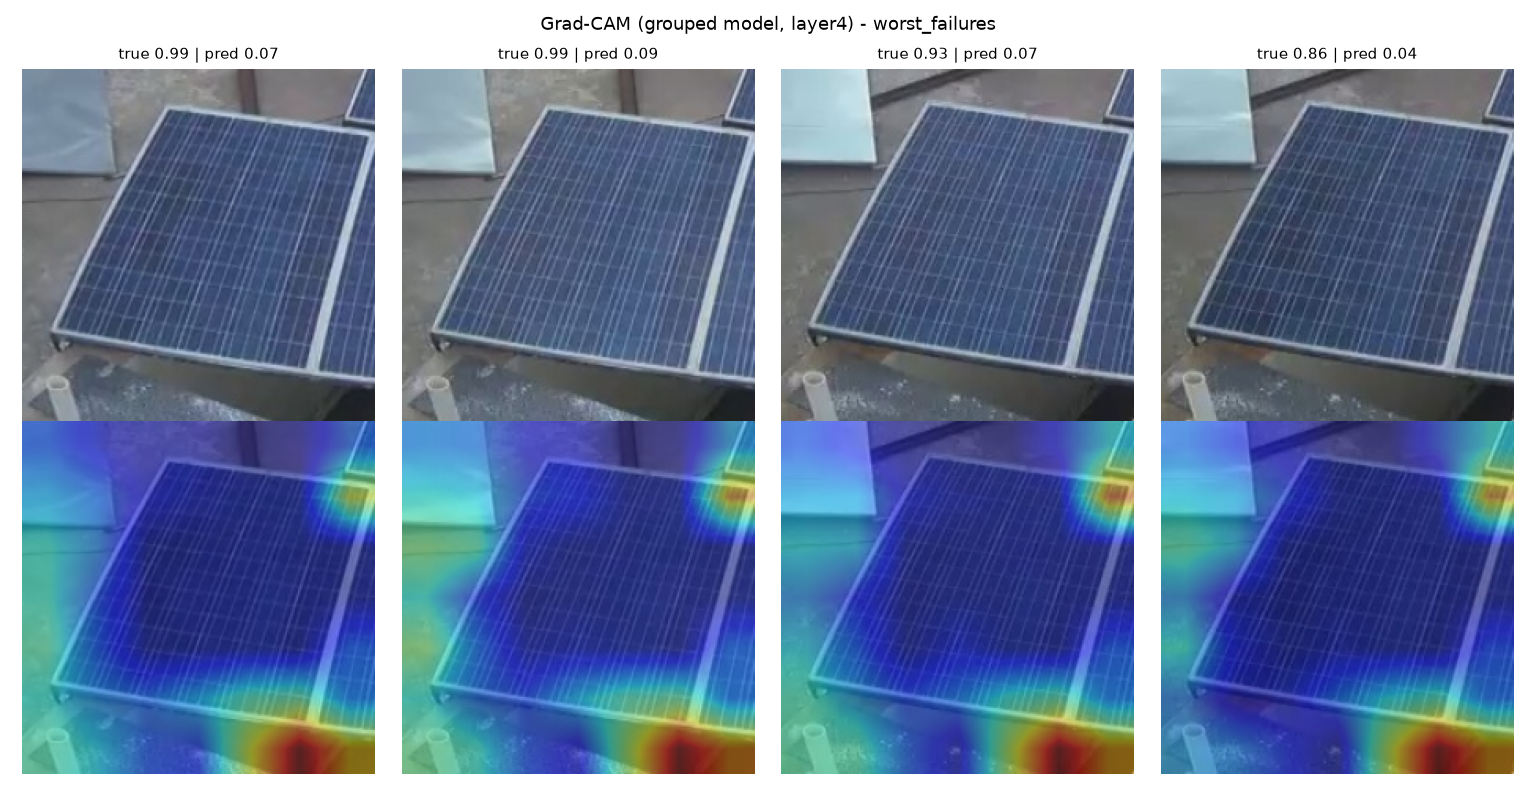 Grad-CAM (grouped model, layer4) - worst_failures
true 0.99 | pred 0.07
true 0.99 | pred 0.09
true 0.93 | pred 0.07
true 0.86 | pred 0.04